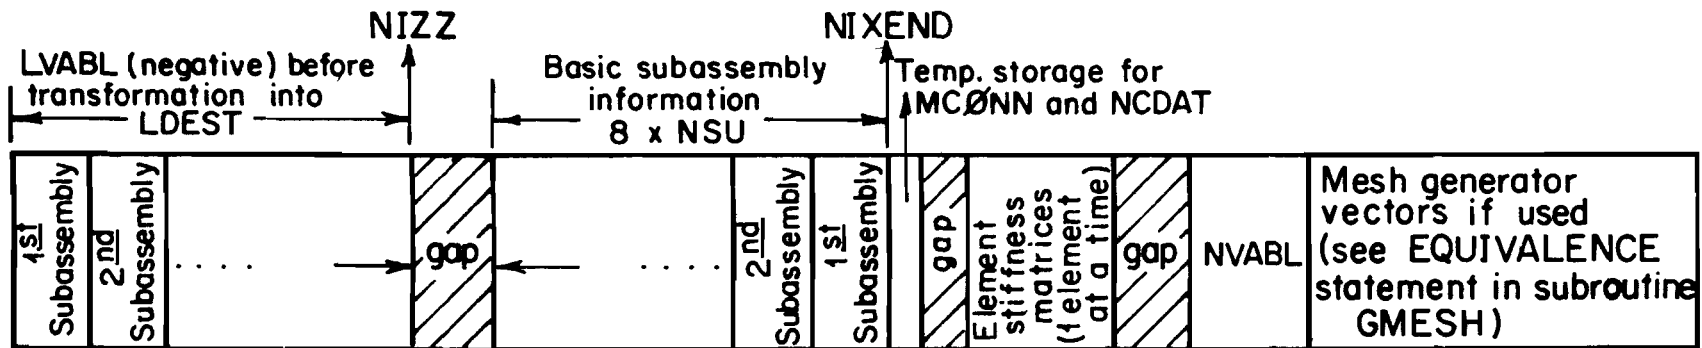 NIZZ
NIXEND
LVABL (negative) before
transformation into
LDEST
Basic subassembly
information
8 x NSU
Temp. storage for
MCØNN and NCDAT
1st
Subassembly
2nd
Subassembly
....
gap
....
2nd
Subassembly
1st
Subassembly
gap
Element
stiffness
matrices
(1 element
at a time)
gap
NVABL
Mesh generator
vectors if used
(see EQUIVALENCE
statement in subroutine
GMESH)